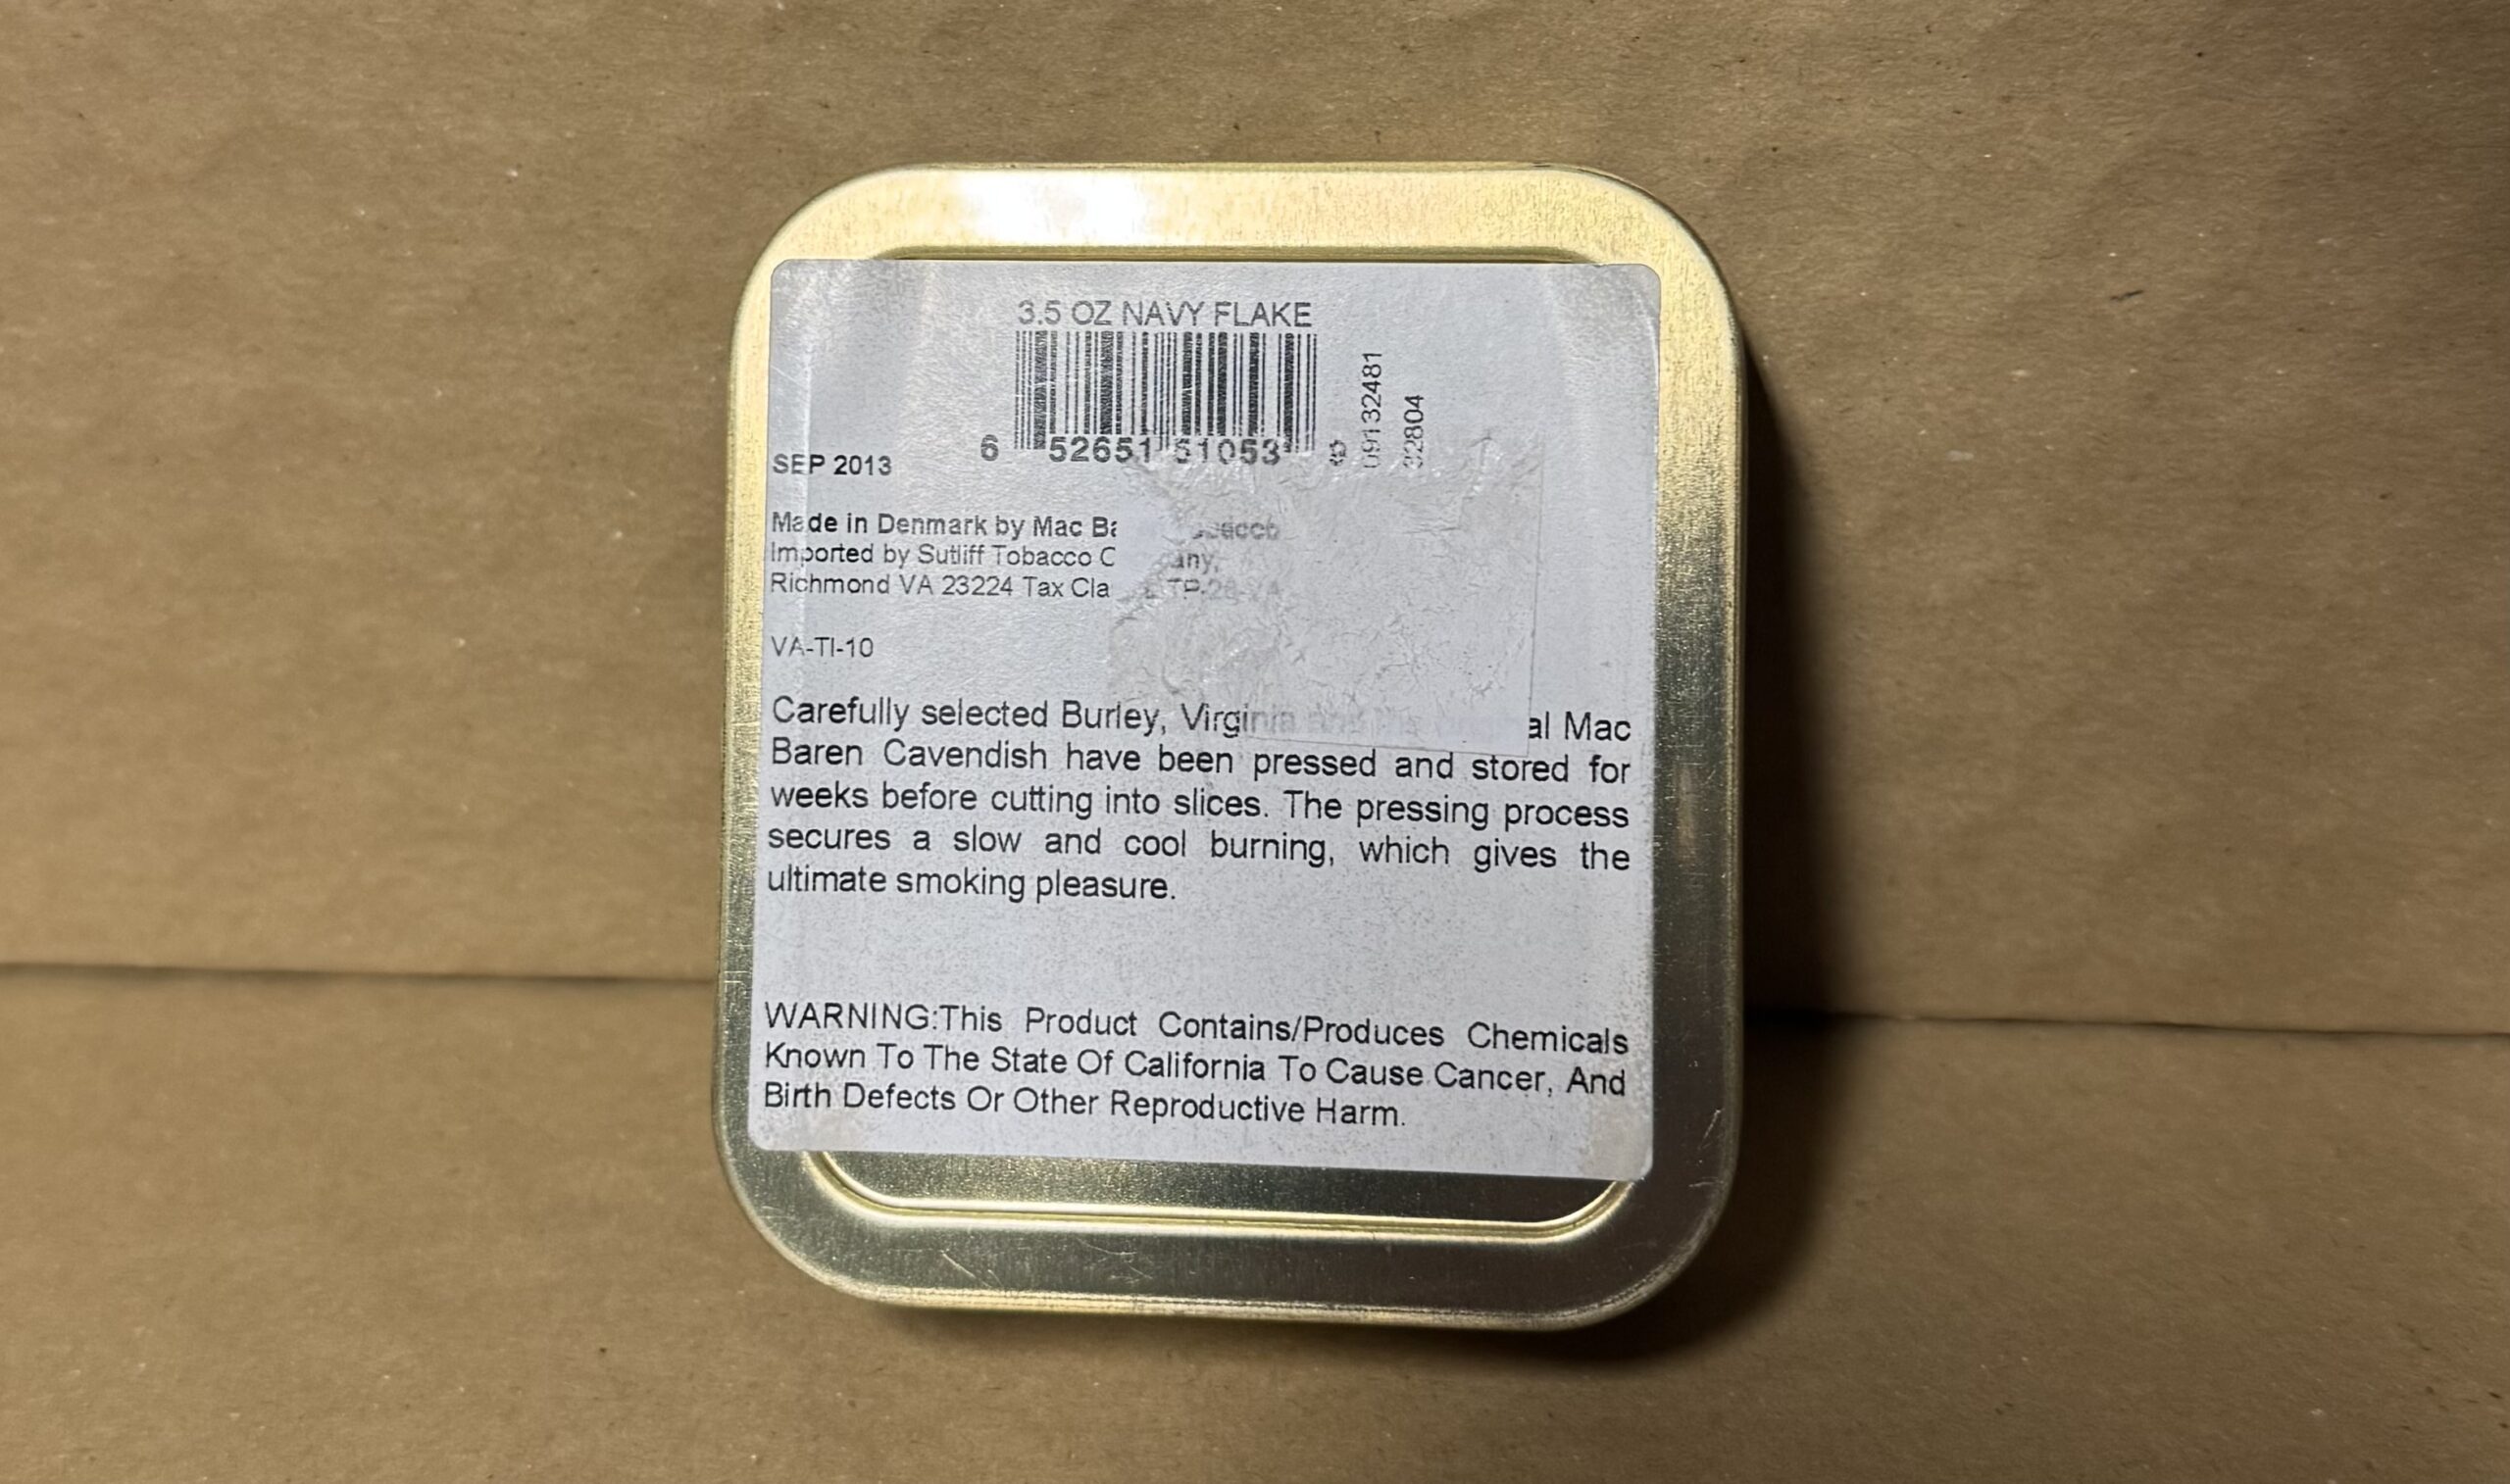 3.5 OZ NAVY FLAKE
6 52651 51053
09132481
32804
SEP 2013
Made in Denmark by Mac
Imported by Sutliff Tobacco
Richmond VA 23224 Tax
VA-TI-10
Carefully selected Burley, Virginia Mac
Baren Cavendish have been pressed and stored for
weeks before cutting into slices. The pressing process
secures a slow and cool burning, which gives the
ultimate smoking pleasure.
WARNING:This Product Contains/Produces Chemicals
Known To The State Of California To Cause Cancer, And
Birth Defects Or Other Reproductive Harm.